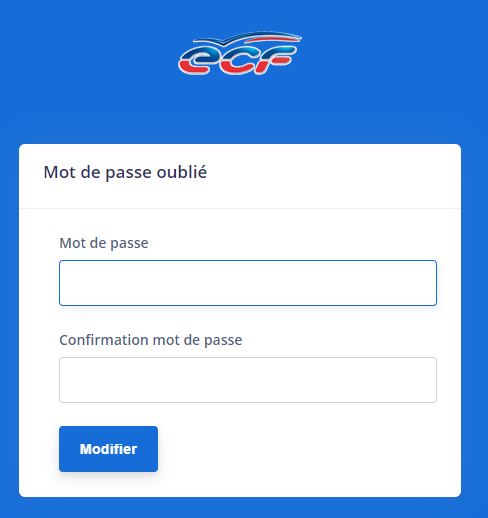 ecf
Mot de passe oublié
Mot de passe
Confirmation mot de passe
Modifier